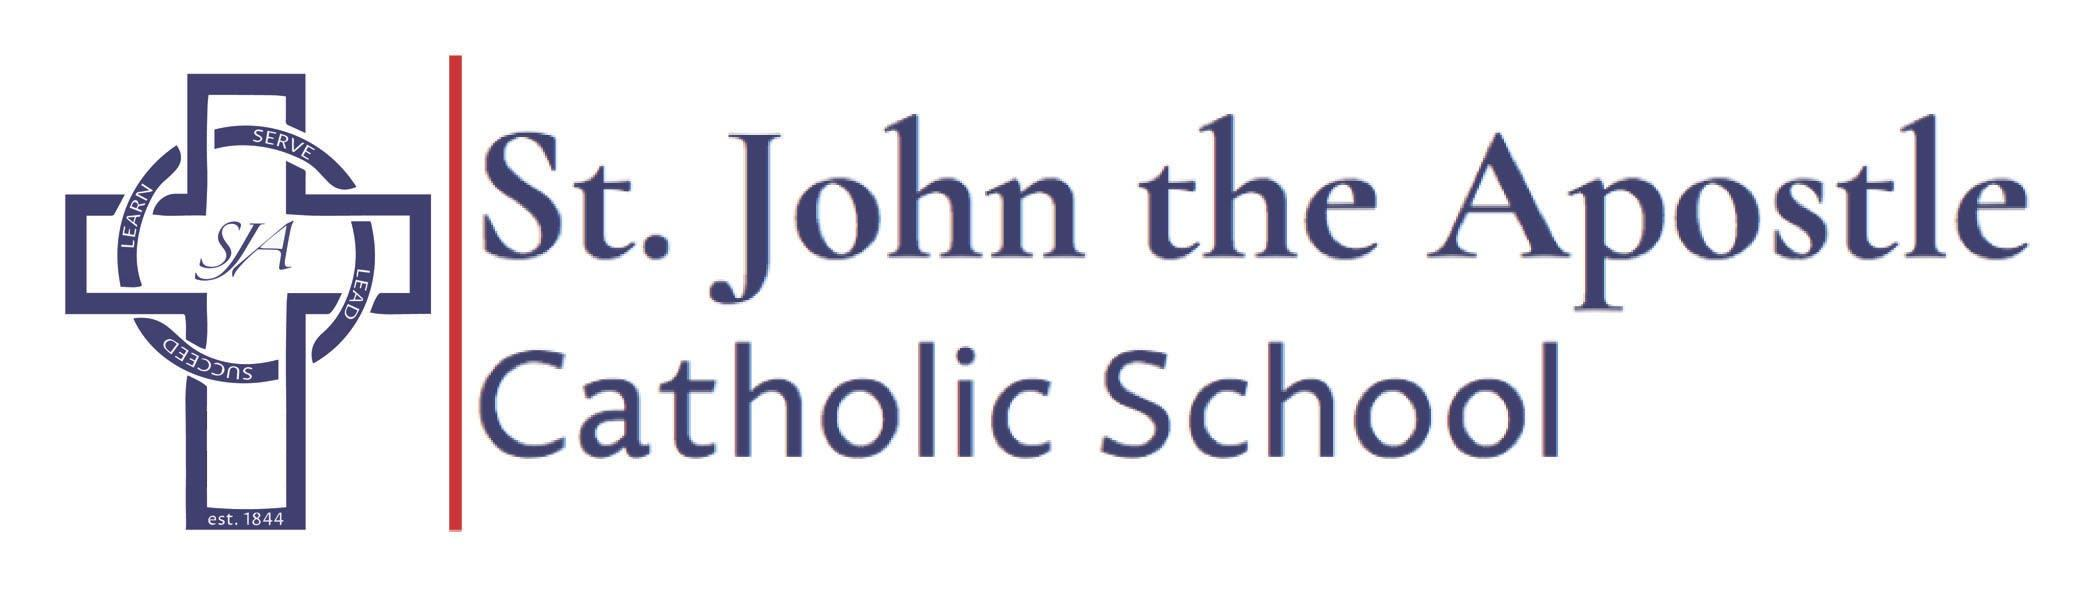 SERVE
LEARN
SJA
LEAD
SUCCEED
est. 1844
St. John the Apostle
Catholic School